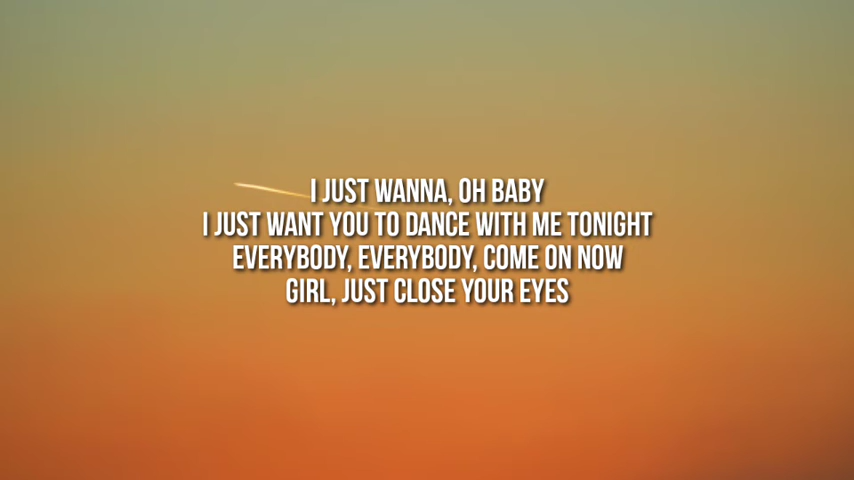 I JUST WANNA, OH BABY
I JUST WANT YOU TO DANCE WITH ME TONIGHT
EVERYBODY, EVERYBODY, COME ON NOW
GIRL, JUST CLOSE YOUR EYES